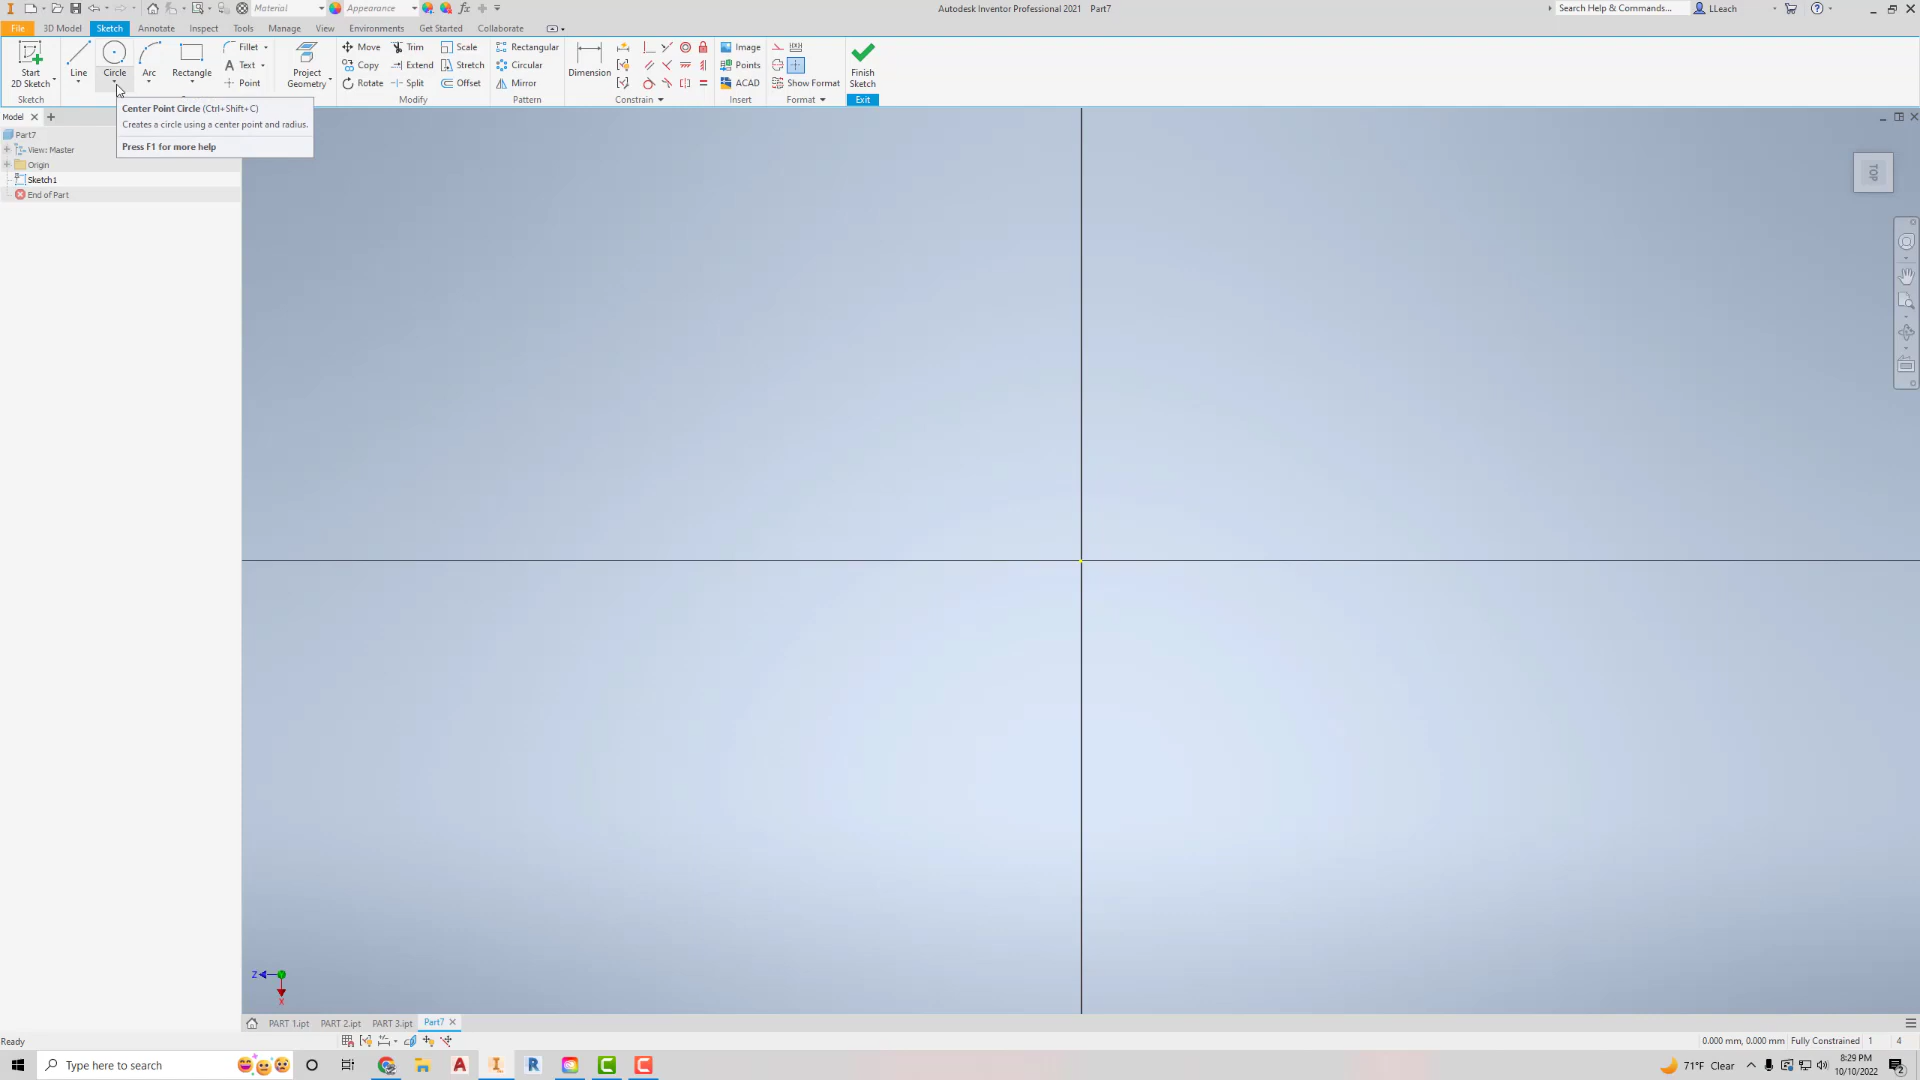 Material
Appearance
Autodesk Inventor Professional 2021 Part7
Search Help & Commands...
LLeach
File
3D Model
Sketch
Annotate
Inspect
Tools
Manage
View
Environments
Get Started
Collaborate
Start
2D Sketch
Line
Circle
Arc
Rectangle
Fillet
Text
Point
Project
Geometry
Move
Copy
Rotate
Trim
Extend
Split
Scale
Stretch
Offset
Rectangular
Circular
Mirror
Dimension
Image
Points
ACAD
Show Format
Finish
Sketch
Sketch
Modify
Pattern
Constrain
Insert
Format
Exit
Center Point Circle (Ctrl+Shift+C)
Creates a circle using a center point and radius.
Press F1 for more help
Model
Part7
View: Master
Origin
Sketch1
End of Part
TOP
Z
X
PART 1.ipt
PART 2.ipt
PART 3.ipt
Part7
Ready
0.000 mm, 0.000 mm
Fully Constrained
1
4
Type here to search
71°F Clear
8:29 PM
10/10/2022
2